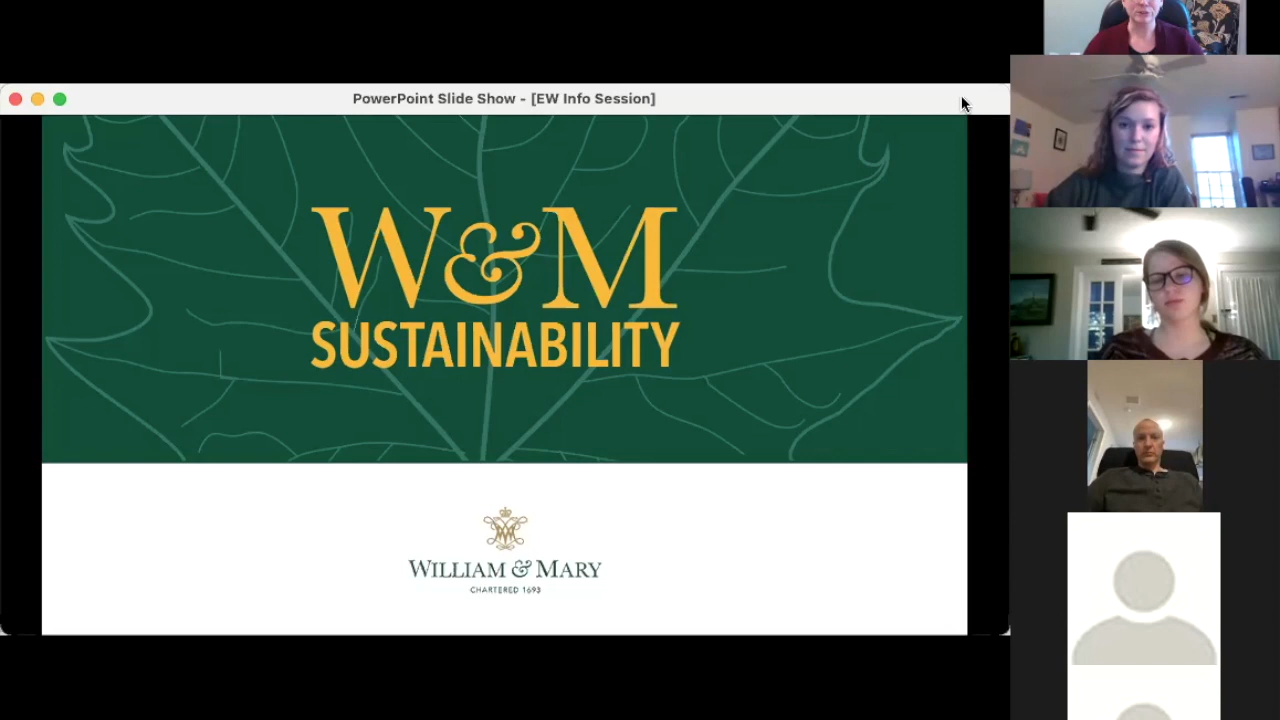 PowerPoint Slide Show - [EW Info Session]
W&M
SUSTAINABILITY
WILLIAM & MARY
CHARTERED 1693